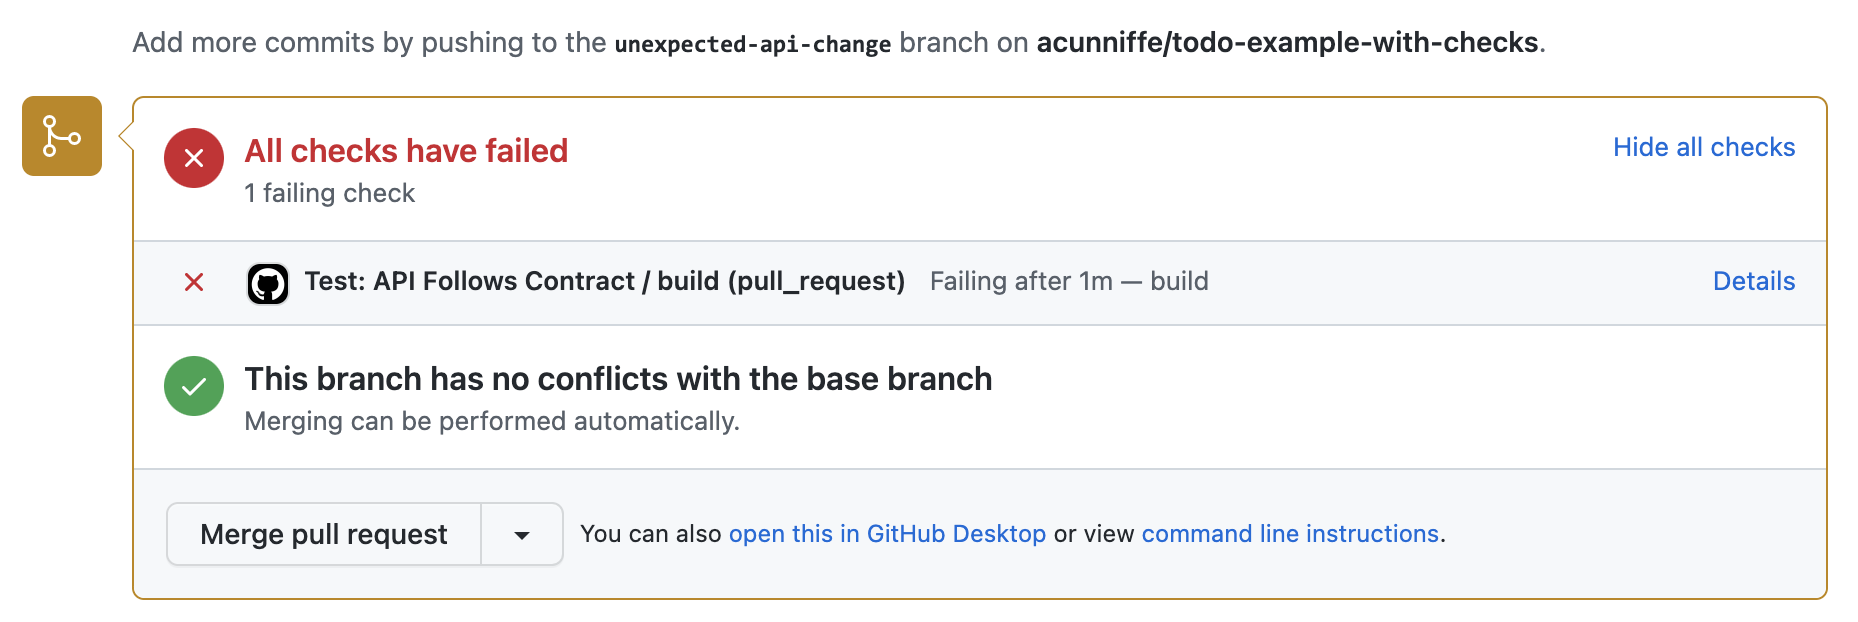 Add more commits by pushing to the unexpected-api-change branch on acunniffe/todo-example-with-checks.
All checks have failed
Hide all checks
1 failing check
Test: API Follows Contract / build (pull_request) Failing after 1m — build
Details
This branch has no conflicts with the base branch
Merging can be performed automatically.
Merge pull request
You can also open this in GitHub Desktop or view command line instructions.